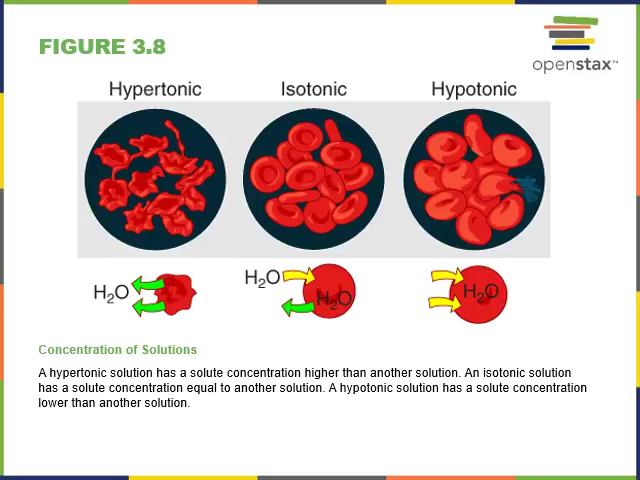 FIGURE 3.8
openstax™
Hypertonic
Isotonic
Hypotonic
H₂O
H₂O
H₂O
H₂O
Concentration of Solutions
A hypertonic solution has a solute concentration higher than another solution. An isotonic solution
has a solute concentration equal to another solution. A hypotonic solution has a solute concentration
lower than another solution.